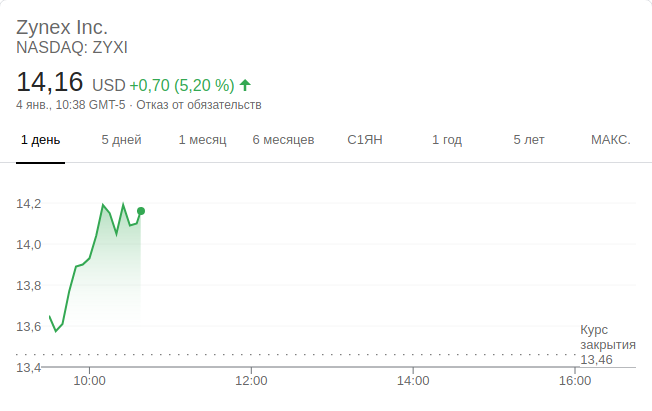 Zynex Inc.
NASDAQ: ZYXI
14,16 USD +0,70 (5,20 %)
4 янв., 10:38 GMT-5 · Отказ от обязательств
1 день 5 дней 1 месяц 6 месяцев С1ЯН 1 год 5 лет МАКС.
14,2
14,0
13,8
13,6
Курс
закрытия
13,46
13,4
10:00 12:00 14:00 16:00